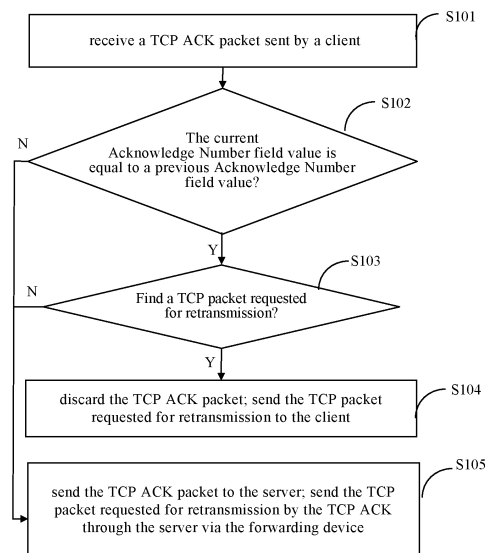 S101
receive a TCP ACK packet sent by a client
S102
N
The current
Acknowledge Number field value is
equal to a previous Acknowledge Number
field value?
Y
S103
N
Find a TCP packet requested
for retransmission?
Y
S104
discard the TCP ACK packet; send the TCP packet
requested for retransmission to the client
S105
send the TCP ACK packet to the server; send the TCP
packet requested for retransmission by the TCP ACK
through the server via the forwarding device